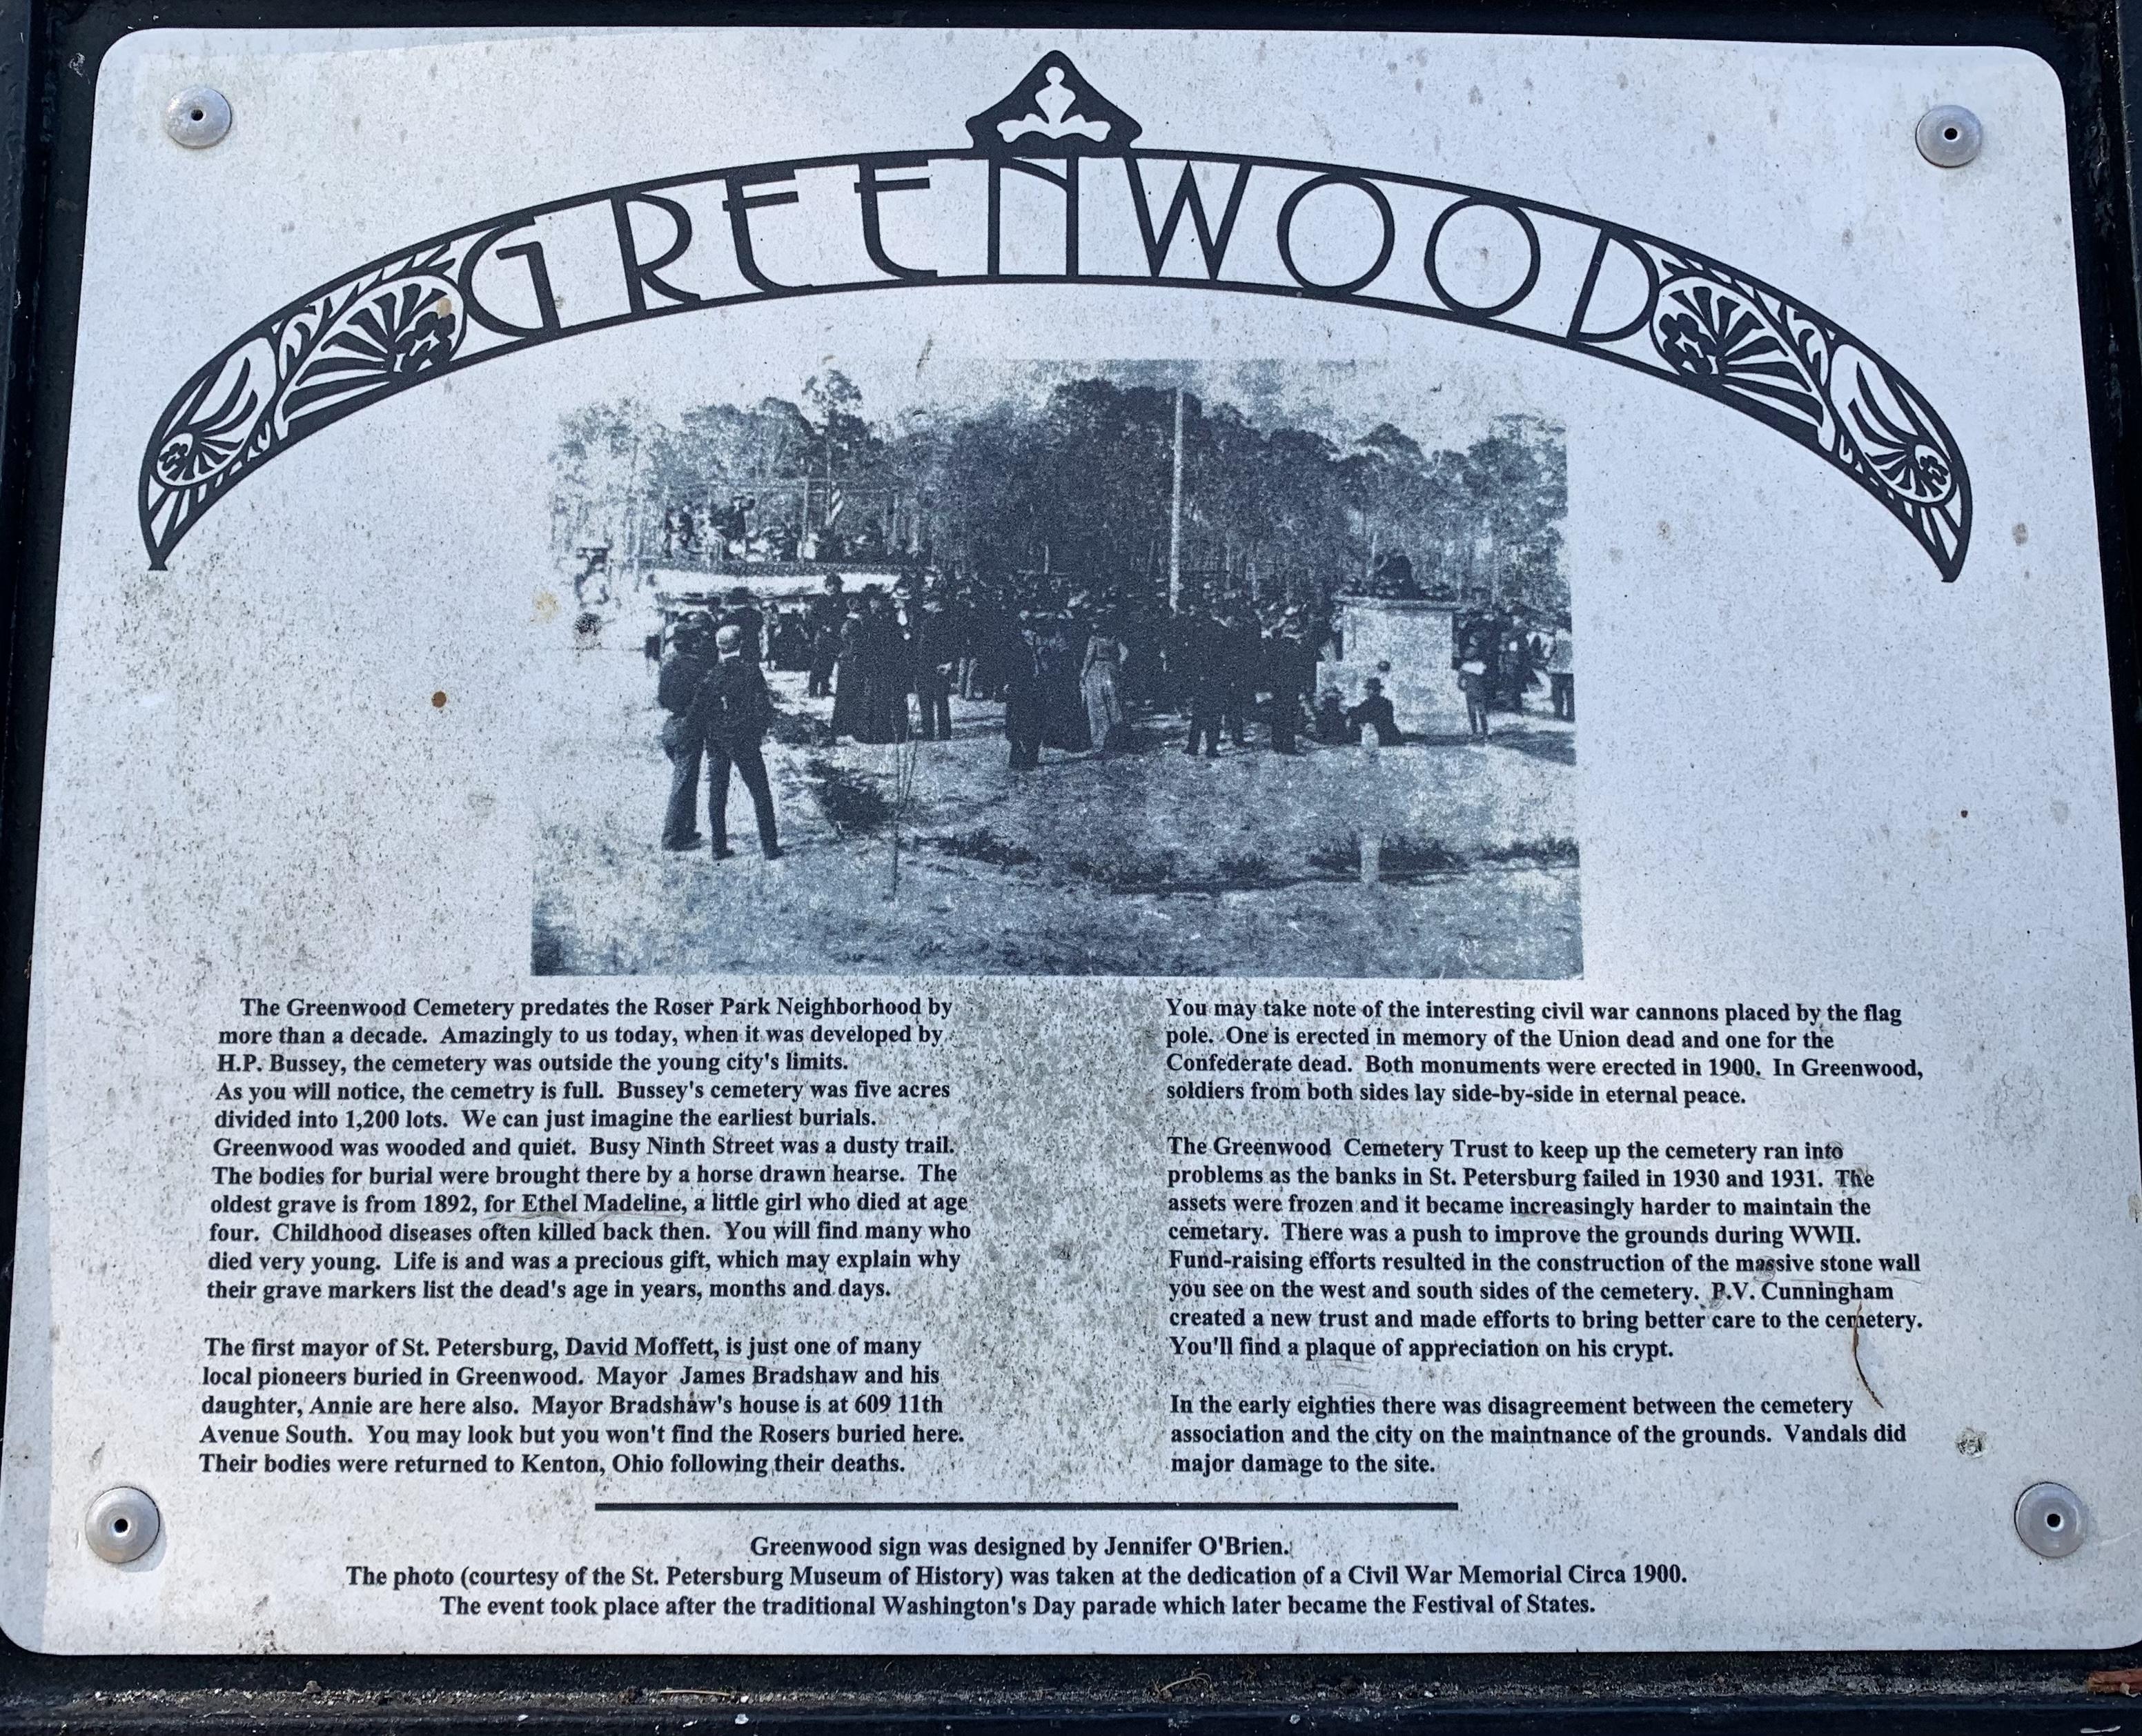 GREENWOOD
The Greenwood Cemetery predates the Roser Park Neighborhood by
more than a decade. Amazingly to us today, when it was developed by
H.P. Bussey, the cemetery was outside the young city's limits.
As you will notice, the cemetry is full. Bussey's cemetery was five acres
divided into 1,200 lots. We can just imagine the earliest burials.
Greenwood was wooded and quiet. Busy Ninth Street was a dusty trail.
The bodies for burial were brought there by a horse drawn hearse. The
oldest grave is from 1892, for Ethel Madeline, a little girl who died at age
four. Childhood diseases often killed back then. You will find many who
died very young. Life is and was a precious gift, which may explain why
their grave markers list the dead's age in years, months and days.
The first mayor of St. Petersburg, David Moffett, is just one of many
local pioneers buried in Greenwood. Mayor James Bradshaw and his
daughter, Annie are here also. Mayor Bradshaw's house is at 609 11th
Avenue South. You may look but you won't find the Rosers buried here.
Their bodies were returned to Kenton, Ohio following their deaths.
You may take note of the interesting civil war cannons placed by the flag
pole. One is erected in memory of the Union dead and one for the
Confederate dead. Both monuments were erected in 1900. In Greenwood,
soldiers from both sides lay side-by-side in eternal peace.
The Greenwood Cemetery Trust to keep up the cemetery ran into
problems as the banks in St. Petersburg failed in 1930 and 1931. The
assets were frozen and it became increasingly harder to maintain the
cemetary. There was a push to improve the grounds during WWII.
Fund-raising efforts resulted in the construction of the massive stone wall
you see on the west and south sides of the cemetery. P.V. Cunningham
created a new trust and made efforts to bring better care to the cemetery.
You'll find a plaque of appreciation on his crypt.
In the early eighties there was disagreement between the cemetery
association and the city on the maintnance of the grounds. Vandals did
major damage to the site.
Greenwood sign was designed by Jennifer O'Brien.
The photo (courtesy of the St. Petersburg Museum of History) was taken at the dedication of a Civil War Memorial Circa 1900.
The event took place after the traditional Washington's Day parade which later became the Festival of States.